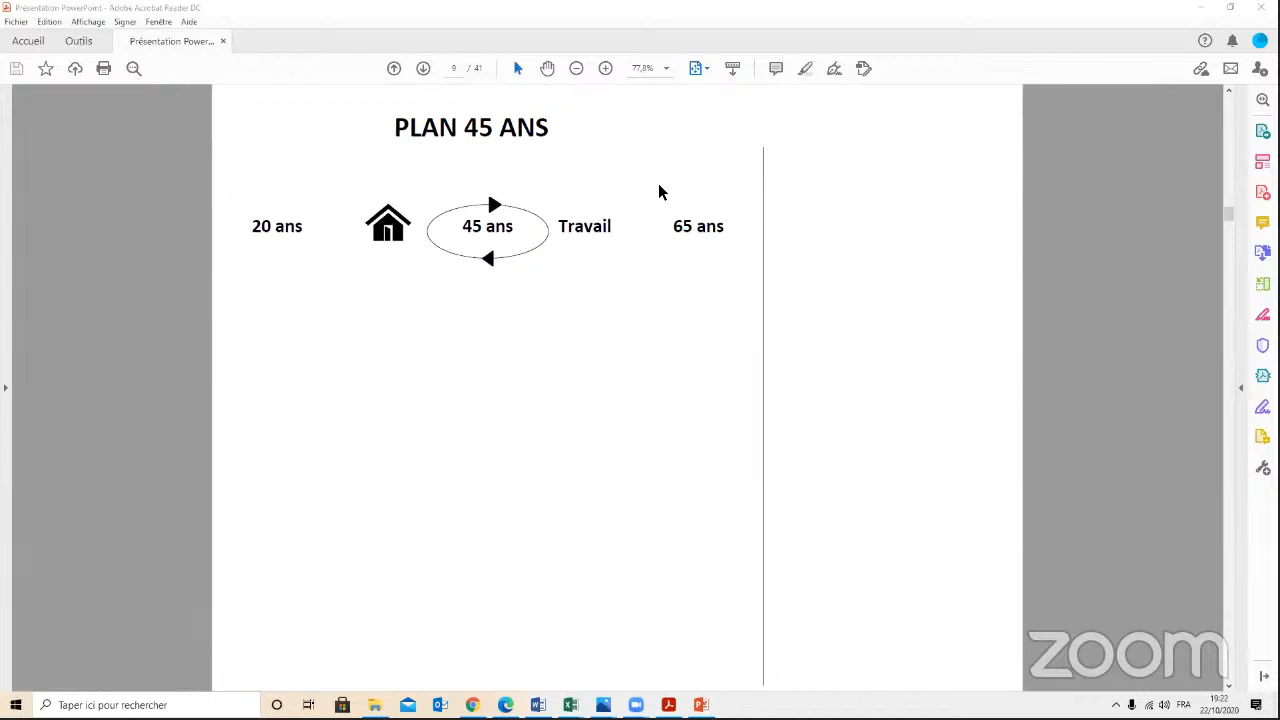 Présentation PowerPoint - Adobe Acrobat Reader DC
Fichier Edition Affichage Signer Fenêtre Aide
Accueil Outils Présentation Power... ×
9 / 41 77,8%
PLAN 45 ANS
20 ans 45 ans Travail 65 ans
zoom
Taper ici pour rechercher
FRA
19:22
22/10/2020